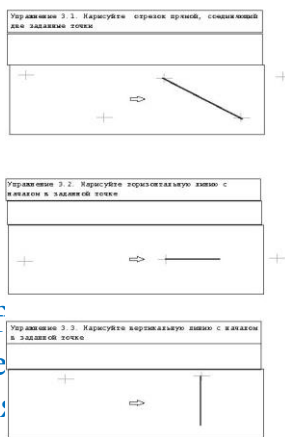 Упражнение 3.1. Нарисуйте отрезок прямой, соединяющий
две заданные точки
Упражнение 3.2. Нарисуйте горизонтальную линию с
началом в заданной точке
Упражнение 3.3. Нарисуйте вертикальную линию с началом
в заданной точке